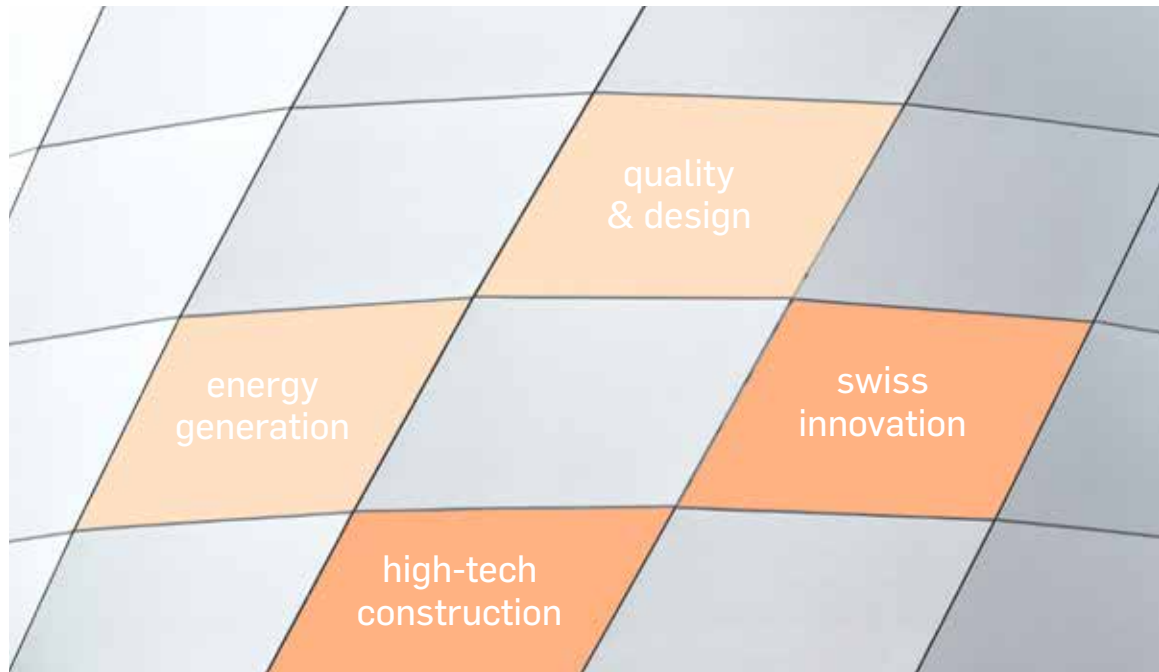 quality
& design
energy
generation
swiss
innovation
high-tech
construction